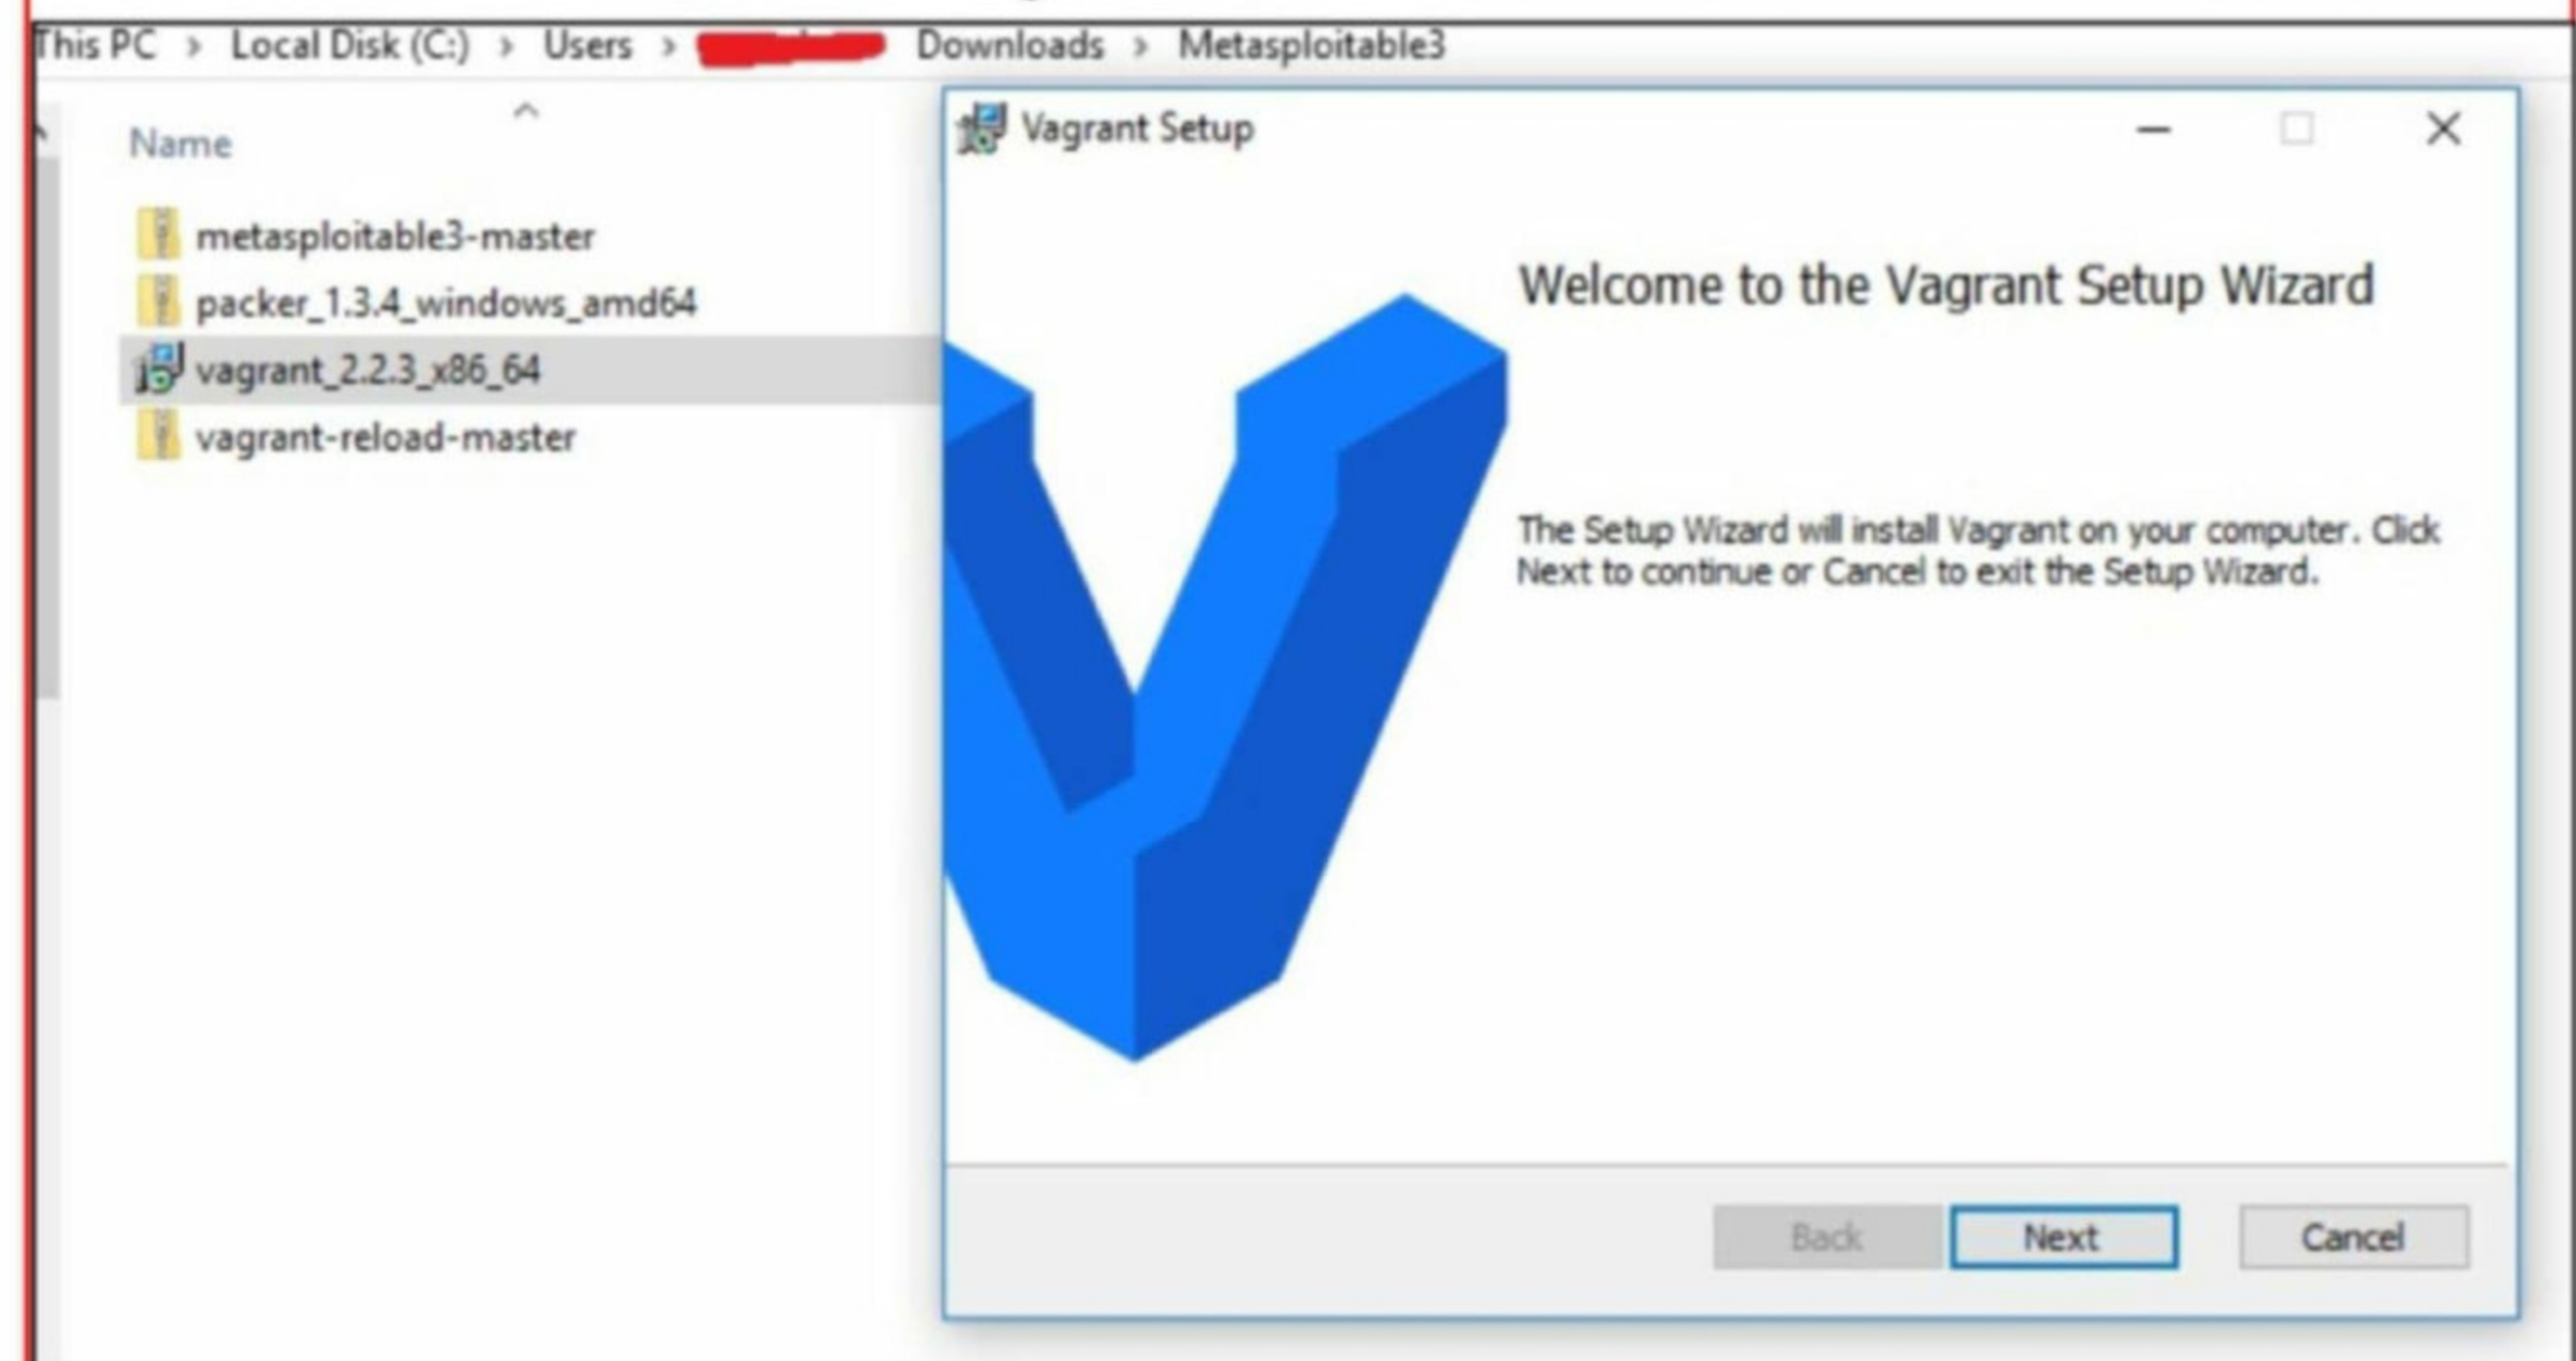 This PC > Local Disk (C:) > Users > Downloads > Metasploitable3
Name
metasploitable3-master
packer_1.3.4_windows_amd64
vagrant_2.2.3_x86_64
vagrant-reload-master
Vagrant Setup
Welcome to the Vagrant Setup Wizard
The Setup Wizard will install Vagrant on your computer. Click
Next to continue or Cancel to exit the Setup Wizard.
Back
Next
Cancel